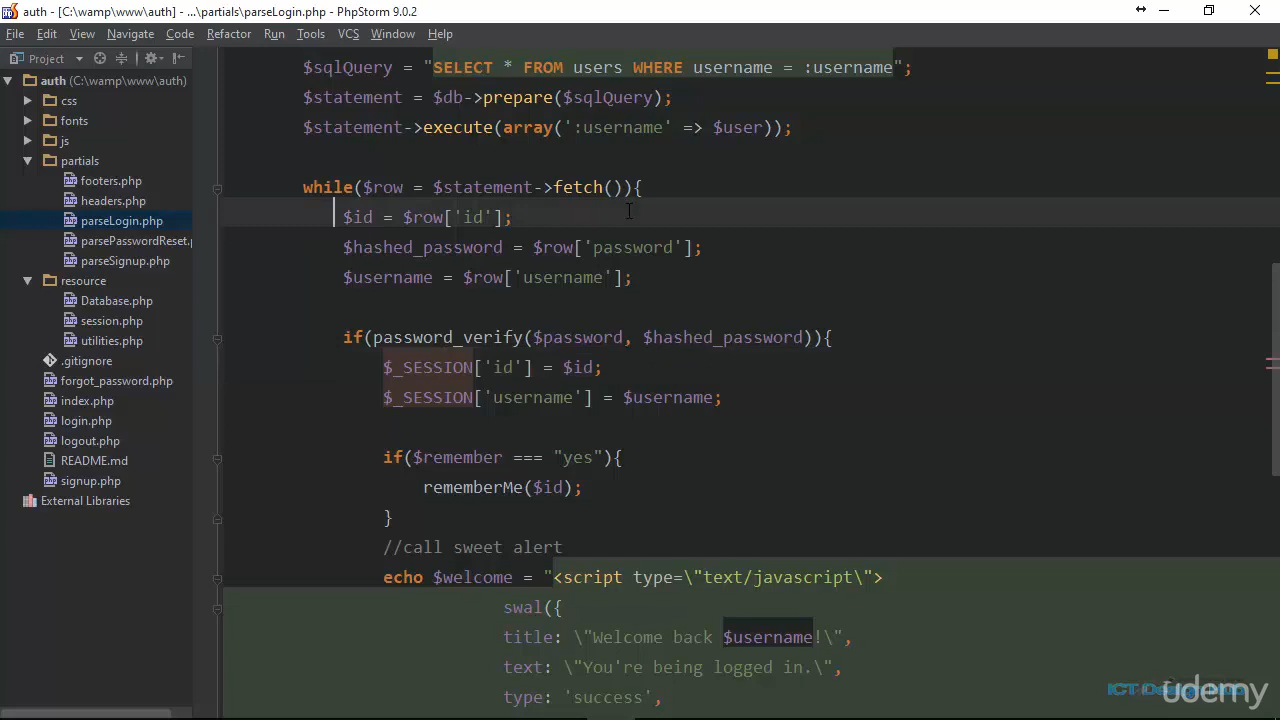 auth - [C:\wamp\www\auth] - ...\partials\parseLogin.php - PhpStorm 9.0.2
File Edit View Navigate Code Refactor Run Tools VCS Window Help
Project
auth (C:\wamp\www\auth)
css
fonts
js
partials
footers.php
headers.php
parseLogin.php
parsePasswordReset.p
parseSignup.php
resource
Database.php
session.php
utilities.php
.gitignore
forgot_password.php
index.php
login.php
logout.php
README.md
signup.php
External Libraries
$sqlQuery = "SELECT * FROM users WHERE username = :username";
$statement = $db->prepare($sqlQuery);
$statement->execute(array(':username' => $user));
while($row = $statement->fetch()){
$id = $row['id'];
$hashed_password = $row['password'];
$username = $row['username'];
if(password_verify($password, $hashed_password)){
$_SESSION['id'] = $id;
$_SESSION['username'] = $username;
if($remember === "yes"){
rememberMe($id);
}
//call sweet alert
echo $welcome = "<script type=\"text/javascript\">
swal({
title: \"Welcome back $username!\",
text: \"You're being logged in.\",
type: 'success',
ICT Design Hub
udemy